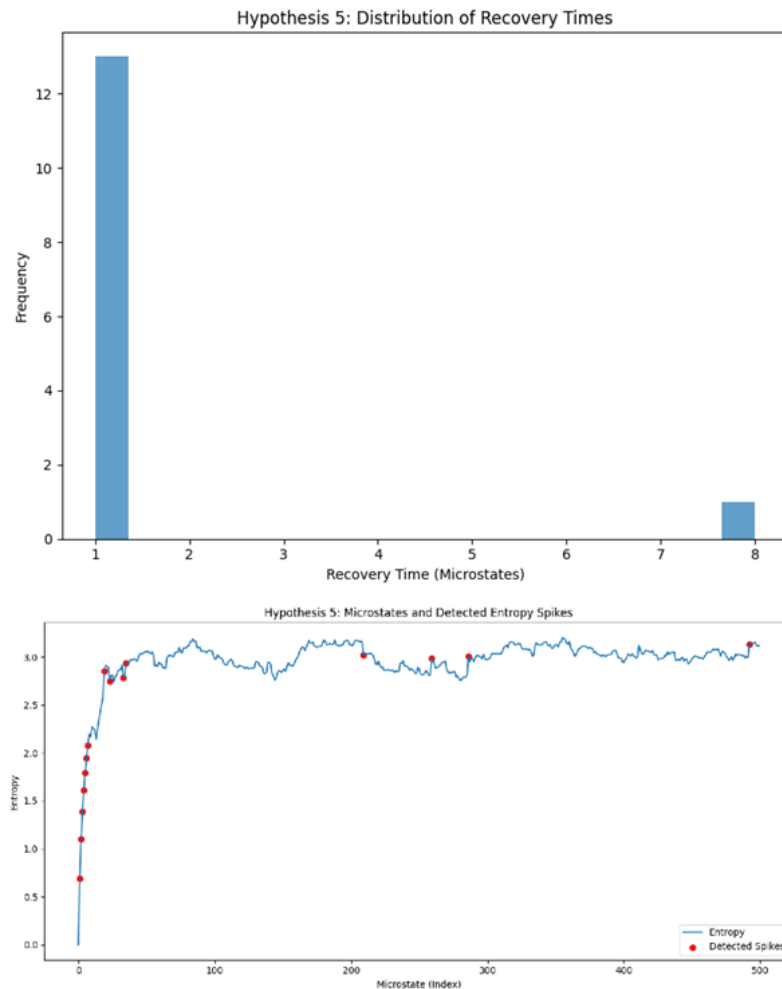 Hypothesis 5: Distribution of Recovery Times
12
10
8
6
4
2
0
Frequency
1 2 3 4 5 6 7 8
Recovery Time (Microstates)
Hypothesis 5: Microstates and Detected Entropy Spikes
3.0
2.5
2.0
1.5
1.0
0.5
0.0
Entropy
Entropy
Detected Spikes
0 100 200 300 400 500
Microstate (Index)